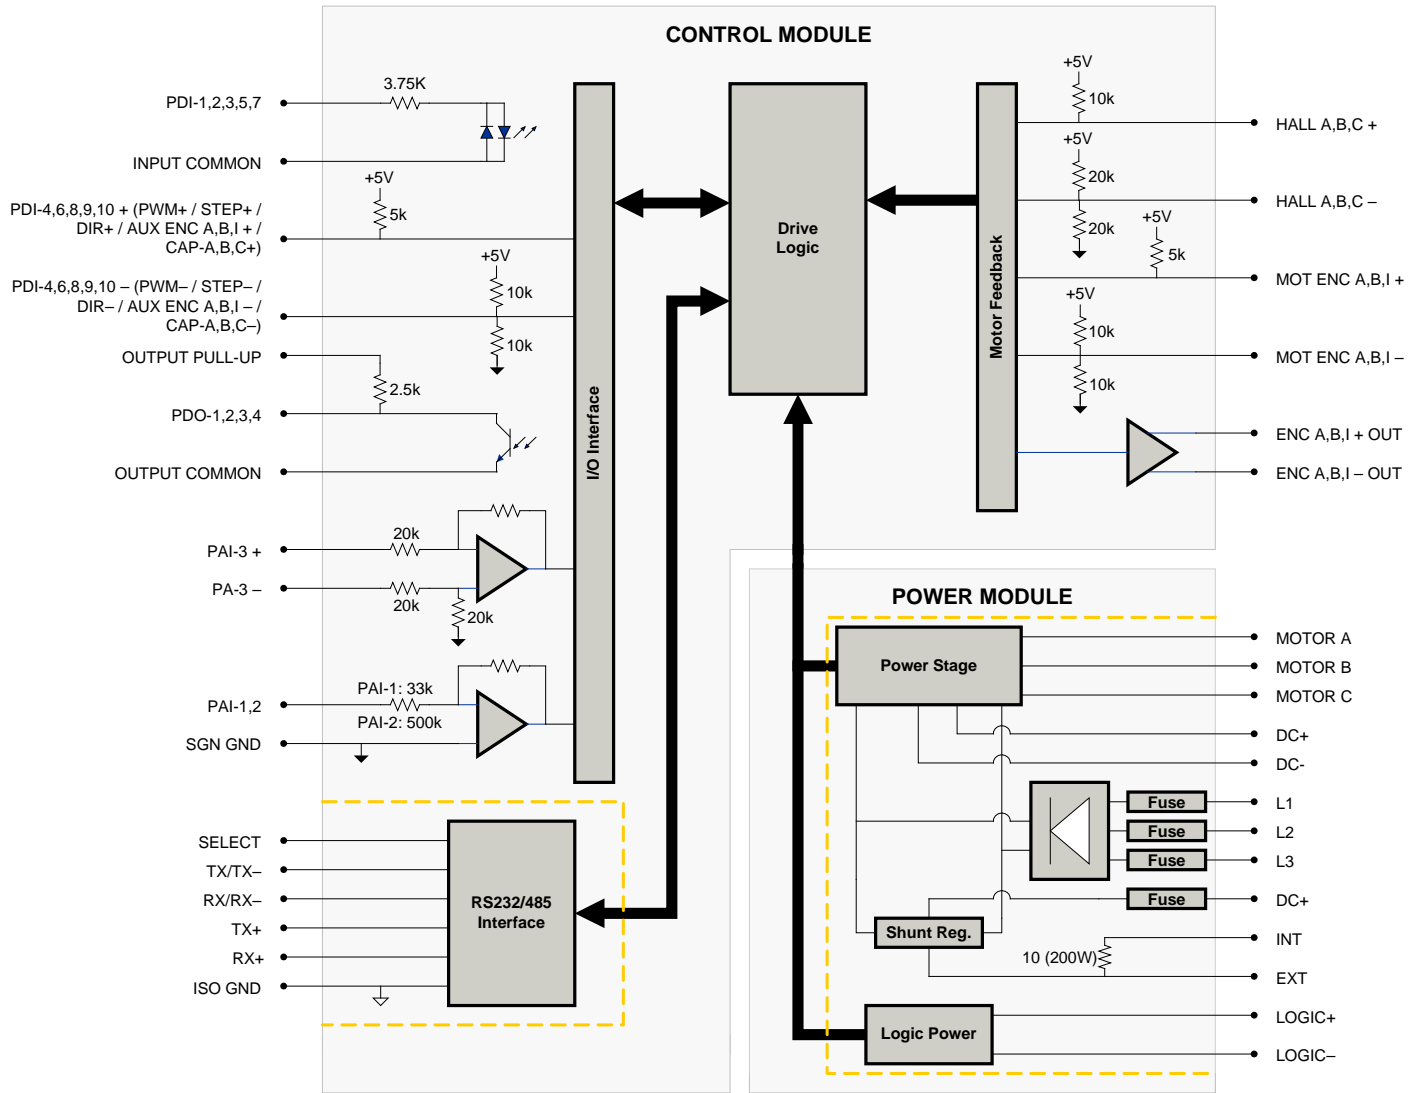 CONTROL MODULE
PDI-1,2,3,5,7
3.75K
INPUT COMMON
+5V
5k
PDI-4,6,8,9,10 + (PWM+ / STEP+ /
DIR+ / AUX ENC A,B,I + /
CAP-A,B,C+)
+5V
10k
10k
PDI-4,6,8,9,10 – (PWM– / STEP– /
DIR– / AUX ENC A,B,I – /
CAP-A,B,C–)
OUTPUT PULL-UP
2.5k
PDO-1,2,3,4
OUTPUT COMMON
PAI-3 +
20k
PA-3 –
20k
20k
PAI-1,2
PAI-1: 33k
PAI-2: 500k
SGN GND
I/O Interface
SELECT
TX/TX–
RX/RX–
TX+
RX+
ISO GND
RS232/485
Interface
Drive
Logic
Motor Feedback
+5V
10k
HALL A,B,C +
+5V
20k
20k
HALL A,B,C –
+5V
5k
MOT ENC A,B,I +
+5V
10k
10k
MOT ENC A,B,I –
ENC A,B,I + OUT
ENC A,B,I – OUT
POWER MODULE
Power Stage
MOTOR A
MOTOR B
MOTOR C
DC+
DC-
Fuse
L1
Fuse
L2
Fuse
L3
Fuse
DC+
Shunt Reg.
INT
10 (200W)
EXT
Logic Power
LOGIC+
LOGIC–